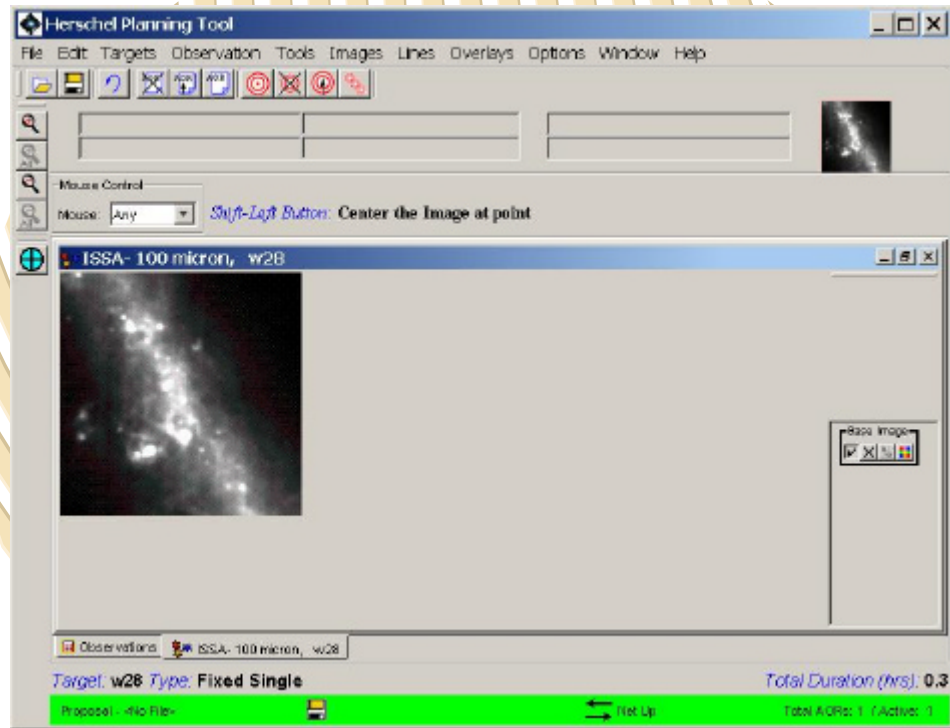 Herschel Planning Tool
File Edit Targets Observation Tools Images Lines Overlays Options Window Help
Mouse Control
Mouse: Any Shift-Left Button: Center the Image at point
ISSA- 100 micron, w28
Base Image
Observations ISSA- 100 micron, w28
Target: w28 Type: Fixed Single Total Duration (hrs): 0.3
Proposal - <No File> Net Up Total AORs: 1 (Active: 1